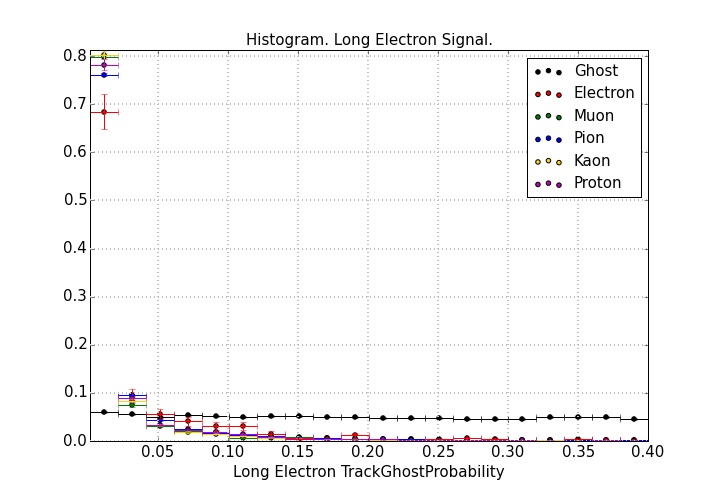 Histogram. Long Electron Signal.
0.8
0.7
0.6
0.5
0.4
0.3
0.2
0.1
0.0
Ghost
Electron
Muon
Pion
Kaon
Proton
0.05 0.10 0.15 0.20 0.25 0.30 0.35 0.40
Long Electron TrackGhostProbability